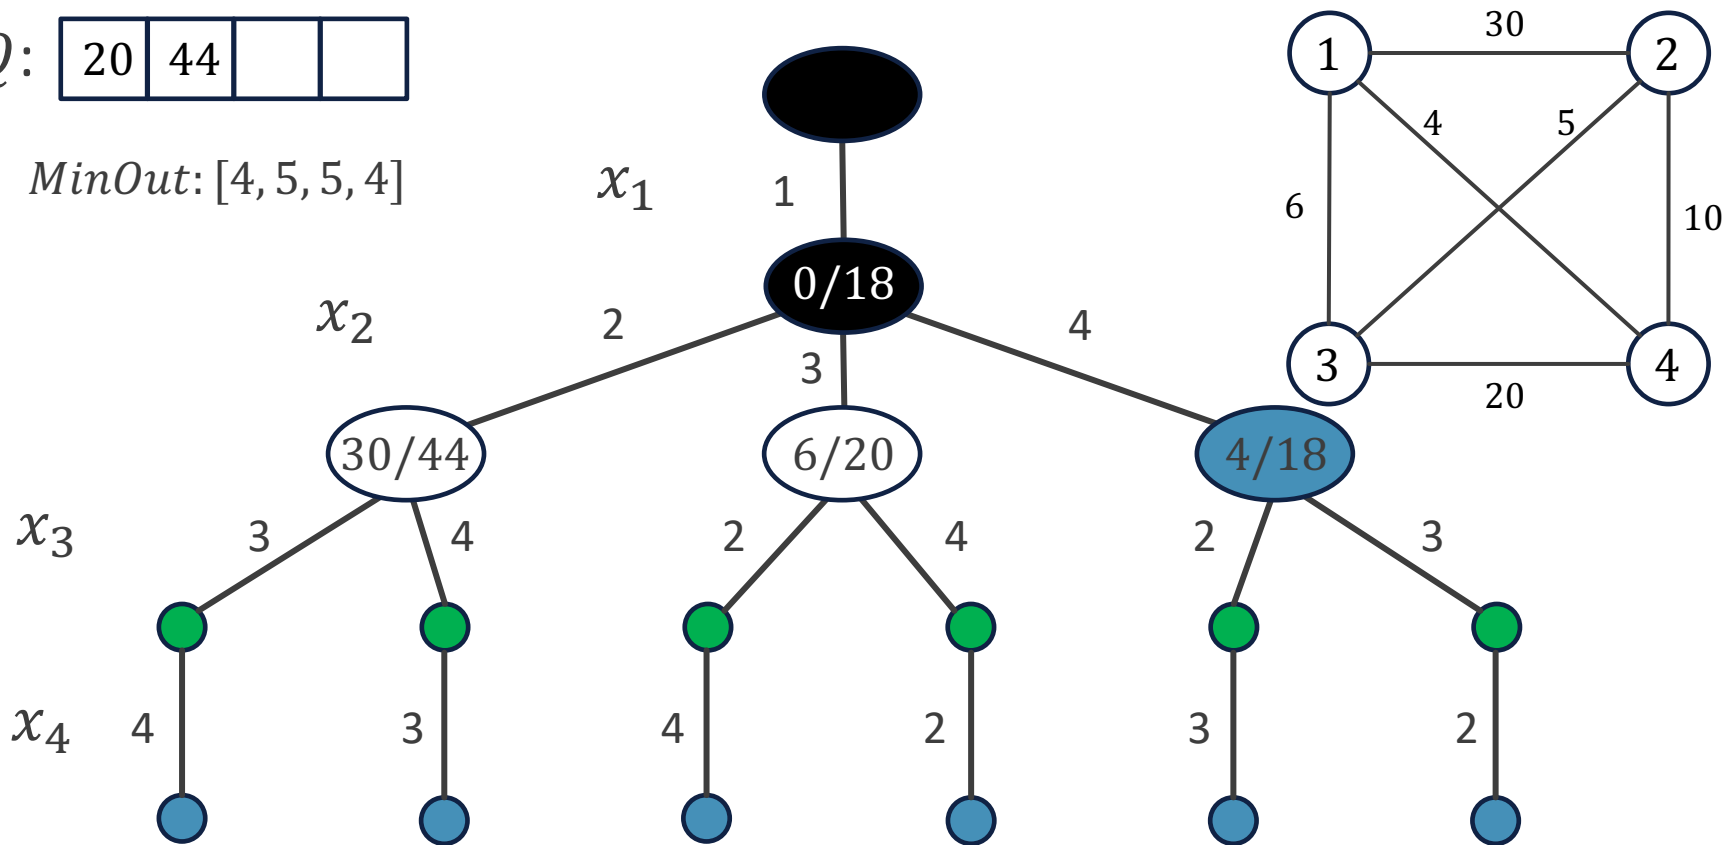 Q: 20 44
MinOut: [4, 5, 5, 4]
x1 1
0/18
x2 2 3 4
30/44 6/20 4/18
x3 3 4 2 4 2 3
x4 4 3 4 2 3 2
1 30 2
4 5
6 10
3 20 4